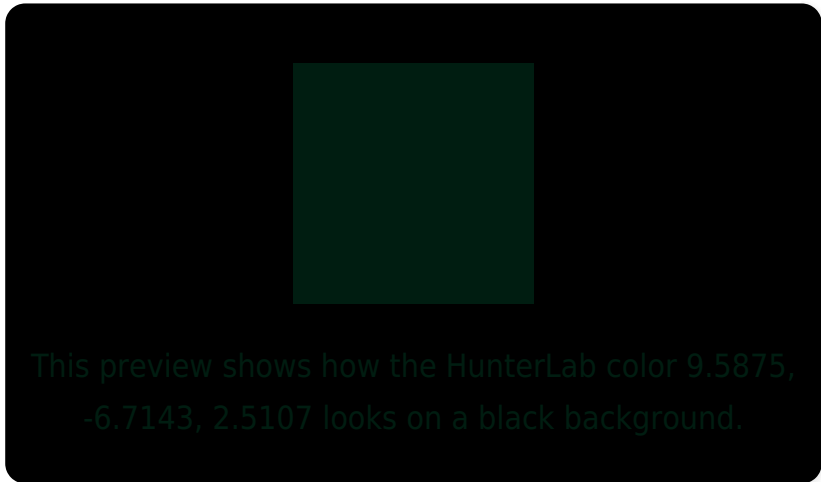 This preview shows how the HunterLab color 9.5875,
-6.7143, 2.5107 looks on a black background.